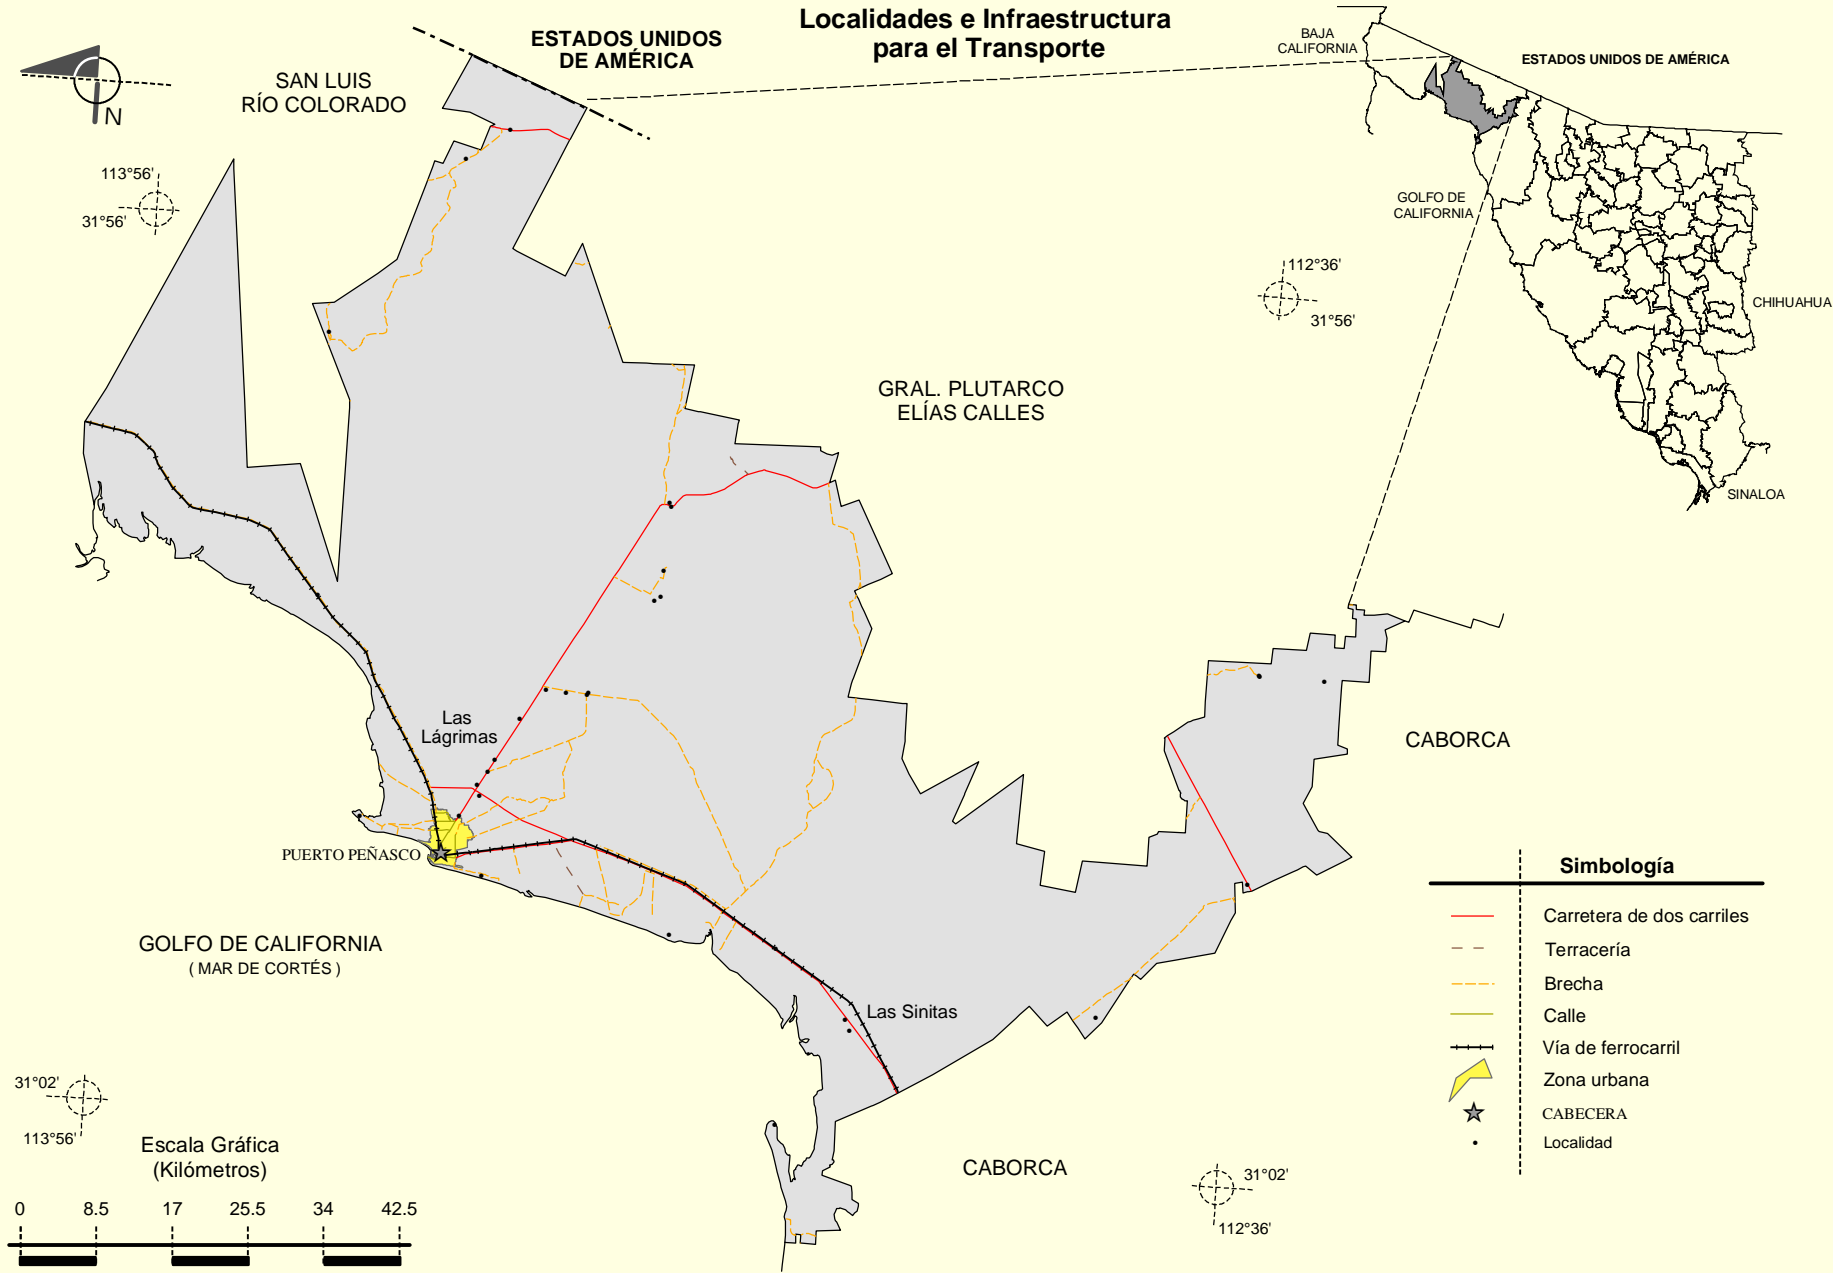 Localidades e Infraestructura
para el Transporte
ESTADOS UNIDOS
DE AMÉRICA
SAN LUIS
RÍO COLORADO
N
113°56'
31°56'
BAJA
CALIFORNIA
ESTADOS UNIDOS DE AMÉRICA
GOLFO DE
CALIFORNIA
CHIHUAHUA
SINALOA
112°36'
31°56'
GRAL. PLUTARCO
ELÍAS CALLES
Las
Lágrimas
CABORCA
PUERTO PEÑASCO
GOLFO DE CALIFORNIA
( MAR DE CORTÉS )
Las Sinitas
CABORCA
31°02'
113°56'
31°02'
112°36'
Escala Gráfica
(Kilómetros)
0 8.5 17 25.5 34 42.5
Simbología
Carretera de dos carriles
Terracería
Brecha
Calle
Vía de ferrocarril
Zona urbana
CABECERA
Localidad